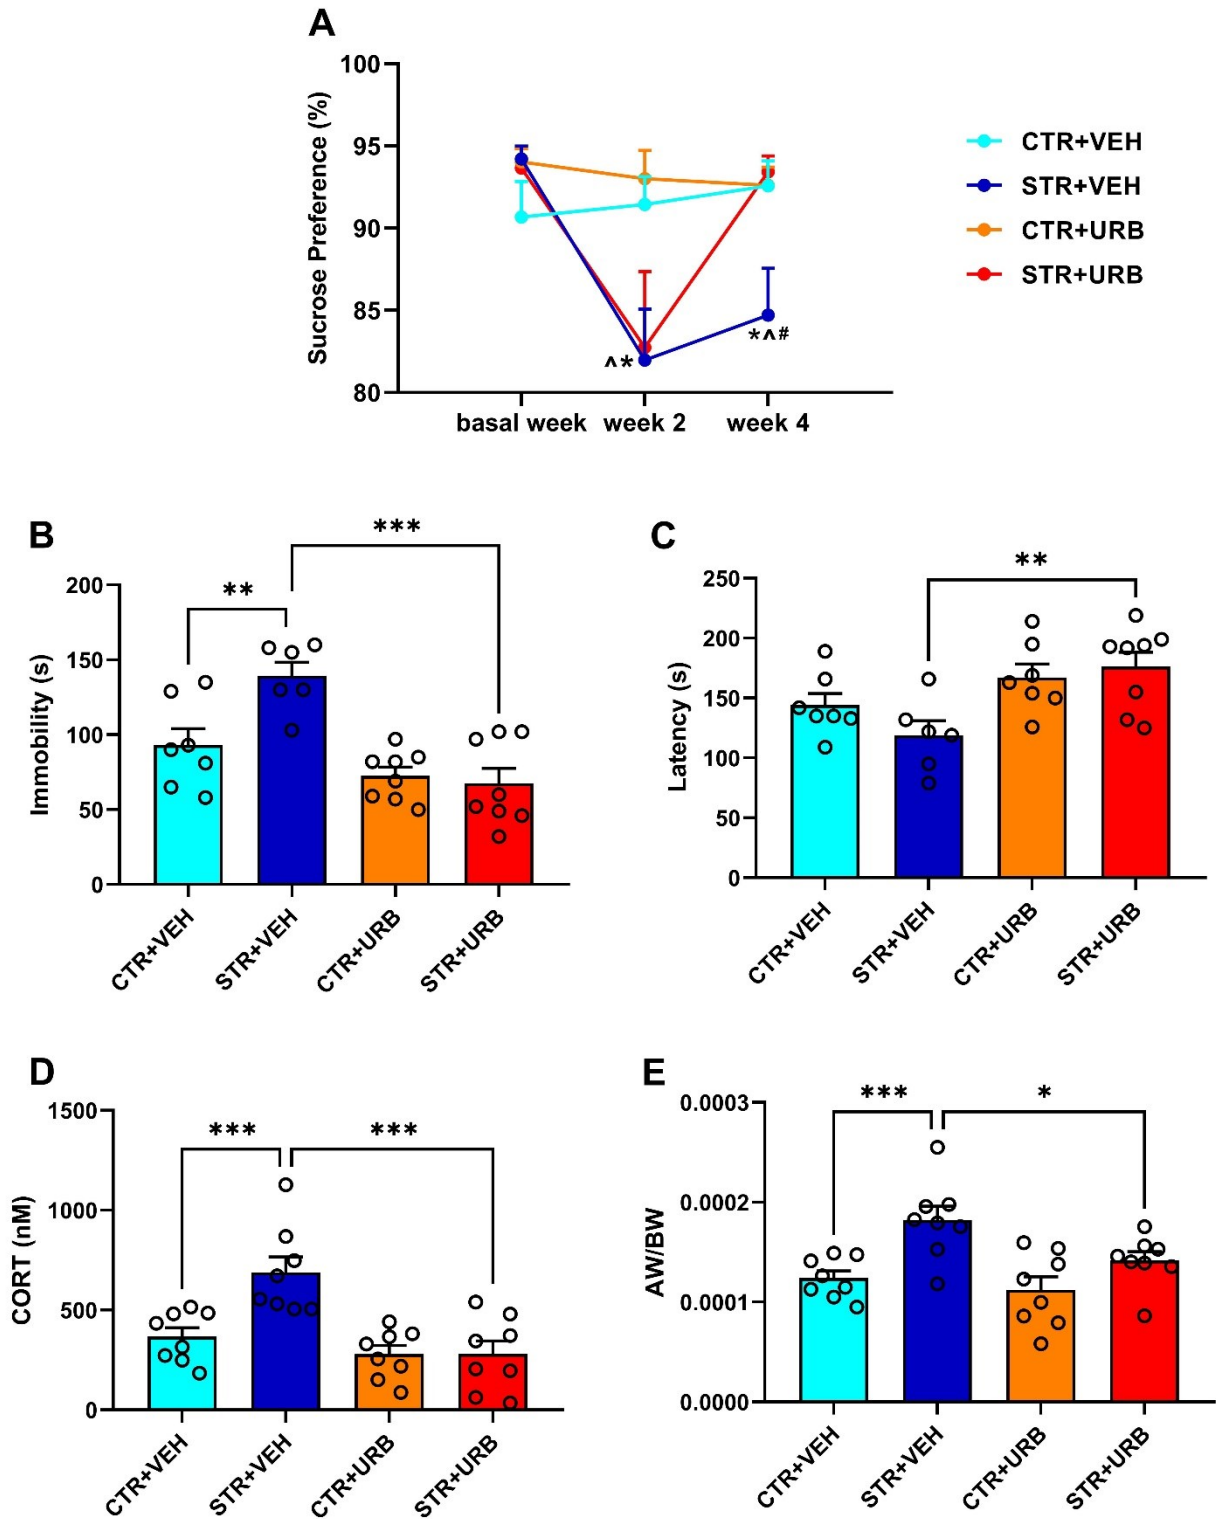 A
Sucrose Preference (%)
100
95
90
85
80
^*
*^#
basal week week 2 week 4
CTR+VEH
STR+VEH
CTR+URB
STR+URB
B
Immobility (s)
200
150
100
50
0
**
***
CTR+VEH
STR+VEH
CTR+URB
STR+URB
C
Latency (s)
250
200
150
100
50
0
**
CTR+VEH
STR+VEH
CTR+URB
STR+URB
D
CORT (nM)
1500
1000
500
0
***
***
CTR+VEH
STR+VEH
CTR+URB
STR+URB
E
AW/BW
0.0003
0.0002
0.0001
0.0000
***
*
CTR+VEH
STR+VEH
CTR+URB
STR+URB